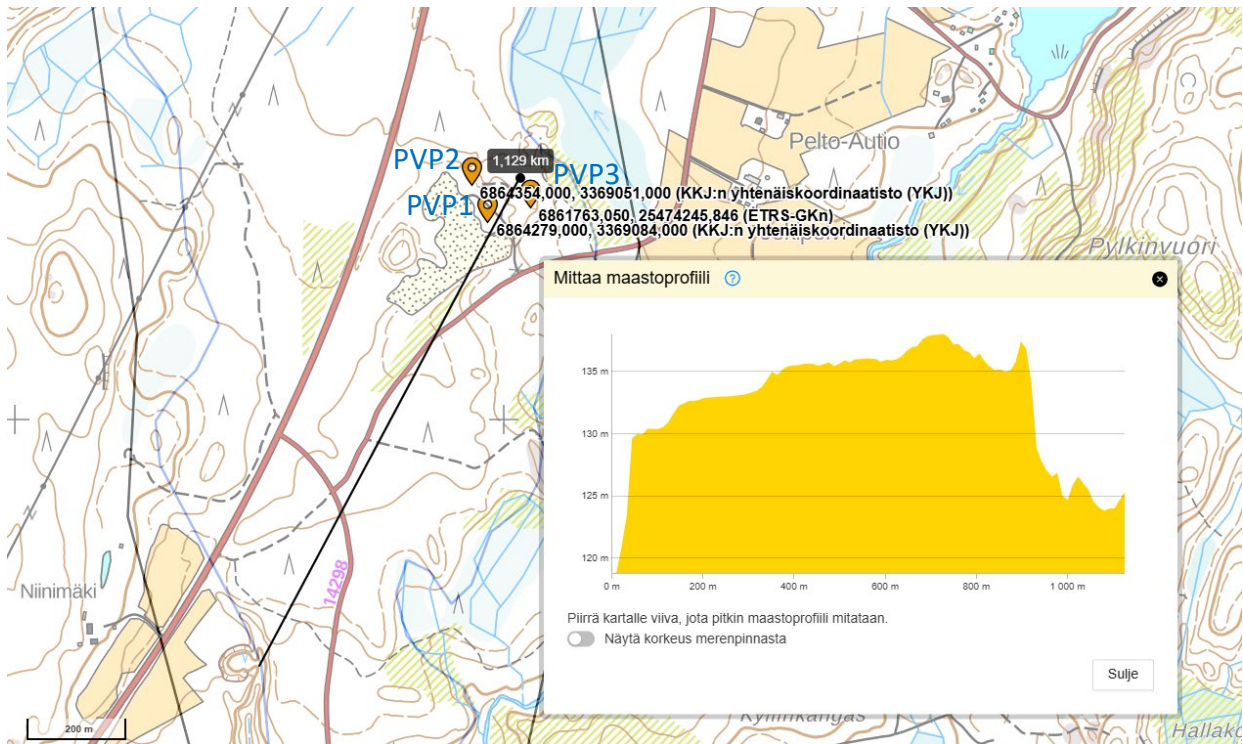 Pelto-Autio
PVP2
1,129 km
PVP3
6864354,000, 3369051,000 (KKJ:n yhtenäiskoordinaatisto (YKJ))
PVP1
6861763,050, 25474245,846 (ETRS-GKn)
6864279,000, 3369084,000 (KKJ:n yhtenäiskoordinaatisto (YKJ))
Pylkinvuori
Mittaa maastoprofiili ?
135 m
130 m
125 m
120 m
0 m 200 m 400 m 600 m 800 m 1 000 m
14298
Niinimäki
Piirrä kartalle viiva, jota pitkin maastoprofiili mitataan.
Näytä korkeus merenpinnasta
Sulje
200 m